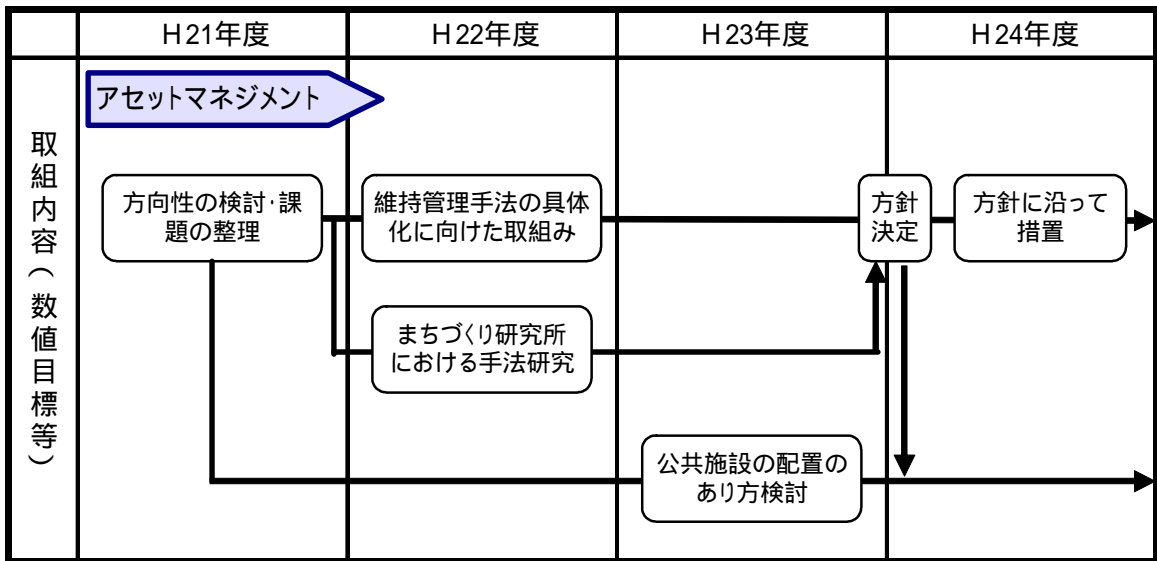 H21年度
H22年度
H23年度
H24年度
取組内容(数値目標等)
アセットマネジメント
方向性の検討・課
題の整理
維持管理手法の具体
化に向けた取組み
方針
決定
方針に沿って
措置
まちづくり研究所
における手法研究
公共施設の配置の
あり方検討